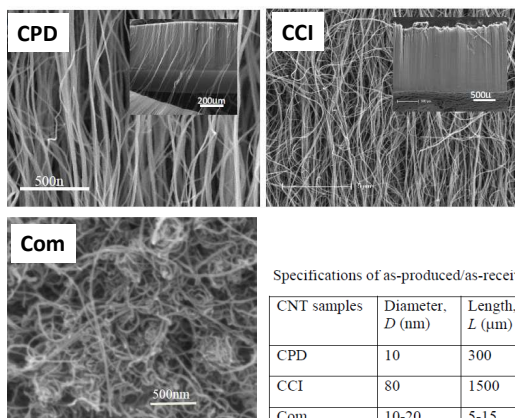 CPD
200um
500n
CCI
500u
Com
500nm
Specifications of as-produced/as-recei
CNT samples Diameter, D (nm) Length, L (μm)
CPD 10 300
CCI 80 1500
Com 10-20 5-15